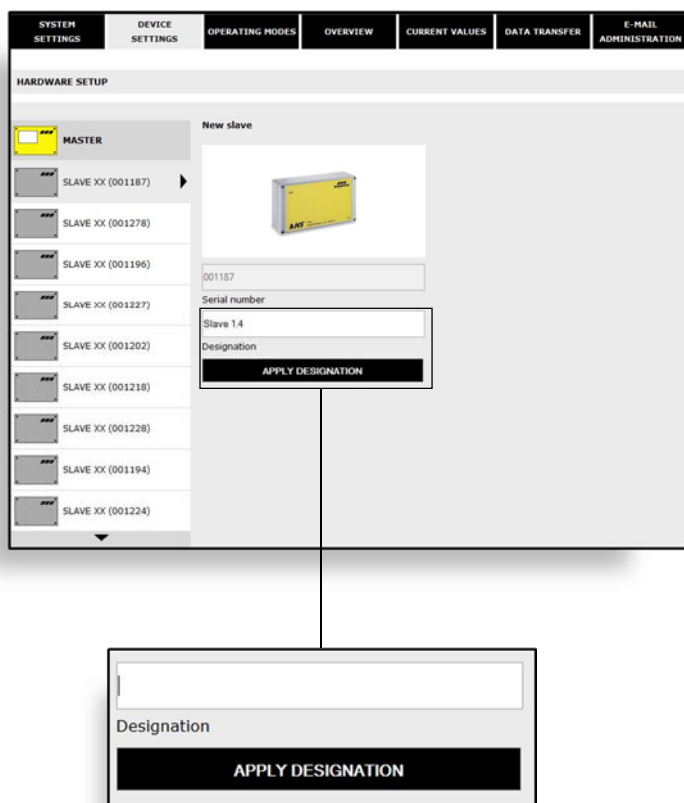 SYSTEM SETTINGS
DEVICE SETTINGS
OPERATING MODES
OVERVIEW
CURRENT VALUES
DATA TRANSFER
E-MAIL ADMINISTRATION
HARDWARE SETUP
MASTER
SLAVE XX (001187)
SLAVE XX (001278)
SLAVE XX (001196)
SLAVE XX (001227)
SLAVE XX (001202)
SLAVE XX (001218)
SLAVE XX (001228)
SLAVE XX (001194)
SLAVE XX (001224)
New slave
001187
Serial number
Slave 1.4
Designation
APPLY DESIGNATION
Designation
APPLY DESIGNATION